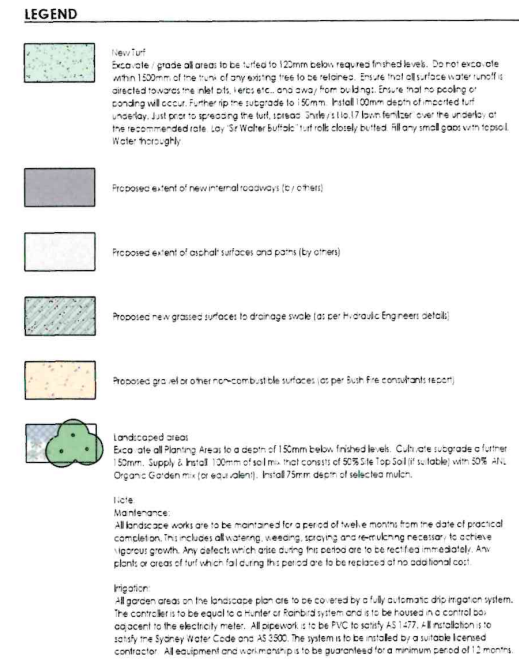 LEGEND
New Turf
Excavate / grade all areas to be turfed to 120mm below required finished levels. Do not excavate
within 1500mm of the trunk of any existing tree to be retained. Ensure that all surface water runoff is
directed towards the inlet pits, kerbs etc., and away from buildings. Ensure that no pooling or
ponding will occur. Further rip the subgrade to 150mm. Install 100mm depth of imported turf
underlay. Just prior to spreading the turf, spread No.17 lawn fertilizer over the underlay at
the recommended rate. Lay "Sir Walter Buffalo" turf rolls closely butted. Fill any small gaps with topsoil.
Water thoroughly
Proposed extent of new internal roadways (by others)
Proposed extent of asphalt surfaces and paths (by others)
Proposed new grassed surfaces to drainage swale (as per Hydraulic Engineers details)
Proposed gravel or other non-combustible surfaces (as per Bush Fire consultants report)
Landscaped areas
Excavate all Planting Areas to a depth of 150mm below finished levels. Cultivate subgrade a further
150mm. Supply & Install 100mm of soil mix that consists of 50% Site Top Soil (if suitable) with 50% ANL
Organic Garden mix (or equivalent). Install 75mm depth of selected mulch.
Note:
Maintenance:
All landscape works are to be maintained for a period of twelve months from the date of practical
completion. This includes all watering, weeding, spraying and re-mulching necessary to achieve
vigorous growth. Any defects which arise during this period are to be rectified immediately. Any
plants or areas of turf which fail during this period are to be replaced at no additional cost.
Irrigation:
All garden areas on the landscape plan are to be covered by a fully automatic drip irrigation system.
The controller is to be equal to a Hunter or Rainbird system and is to be housed in a control box
adjacent to the electricity meter. All pipework is to be PVC to satisfy AS 1477. All installation is to
satisfy the Sydney Water Code and AS 3500. The system is to be installed by a suitable licensed
contractor. All equipment and workmanship is to be guaranteed for a minimum period of 12 months.